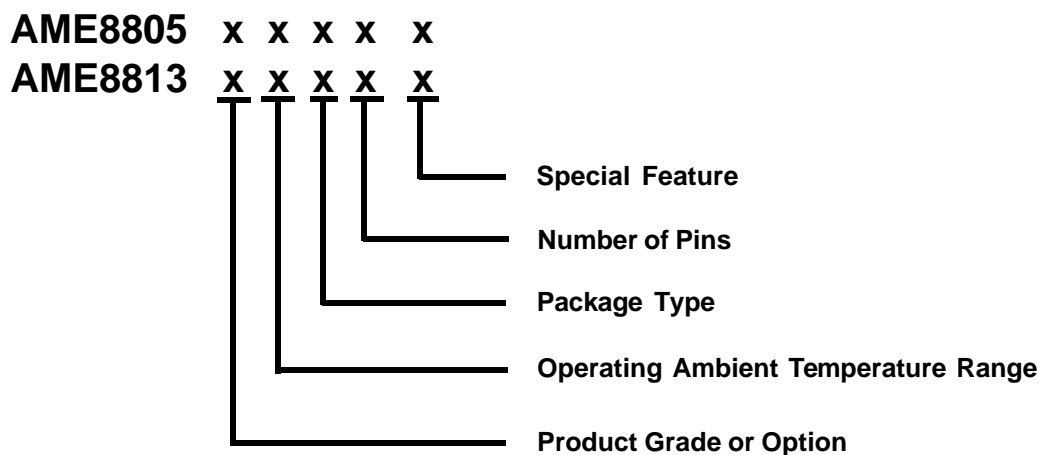 AME8805 x x x x x
AME8813 x x x x x
Special Feature
Number of Pins
Package Type
Operating Ambient Temperature Range
Product Grade or Option